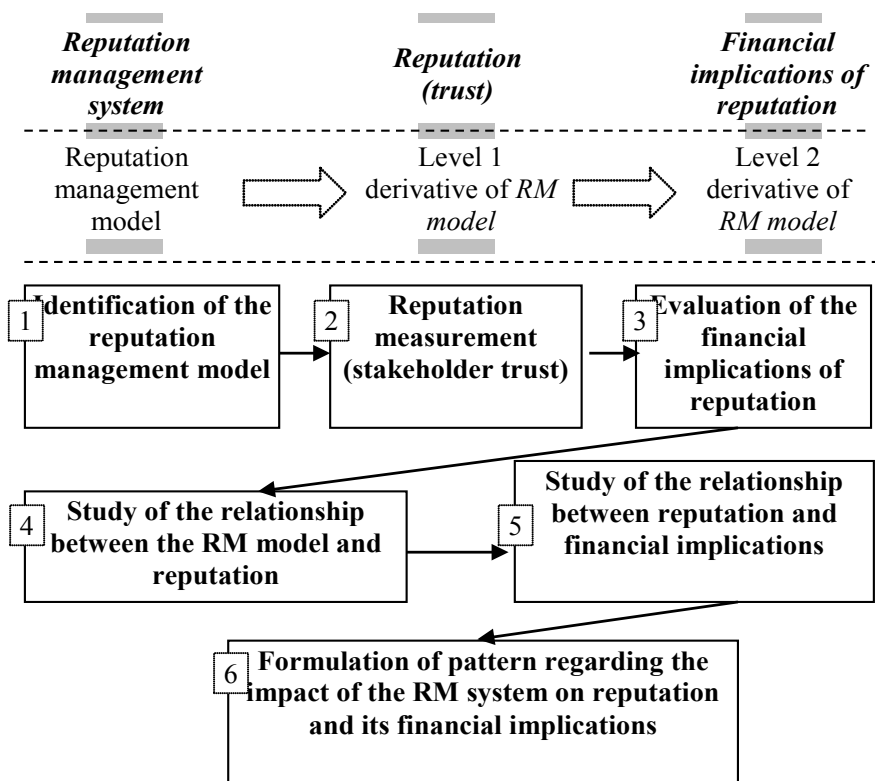 Reputation
management
system
Reputation
(trust)
Financial
implications of
reputation
Reputation
management
model
Level 1
derivative of RM
model
Level 2
derivative of
RM model
1
Identification of the
reputation
management model
2
Reputation
measurement
(stakeholder trust)
3
Evaluation of the
financial
implications of
reputation
4
Study of the relationship
between the RM model and
reputation
5
Study of the relationship
between reputation and
financial implications
6
Formulation of pattern regarding the
impact of the RM system on reputation
and its financial implications